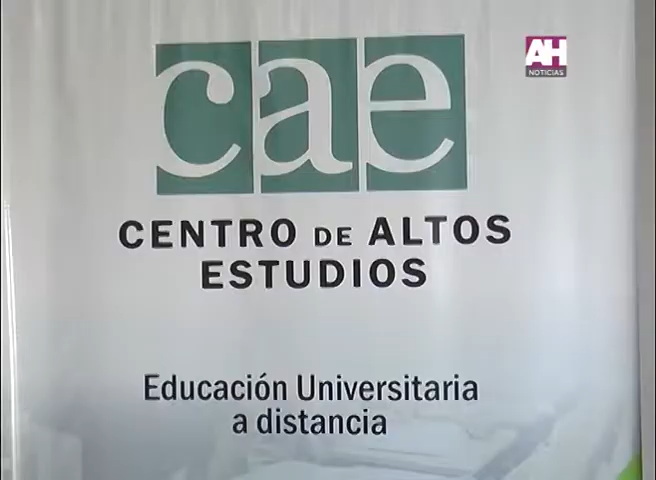 cae
AH
NOTICIAS
CENTRO DE ALTOS
ESTUDIOS
Educación Universitaria
a distancia